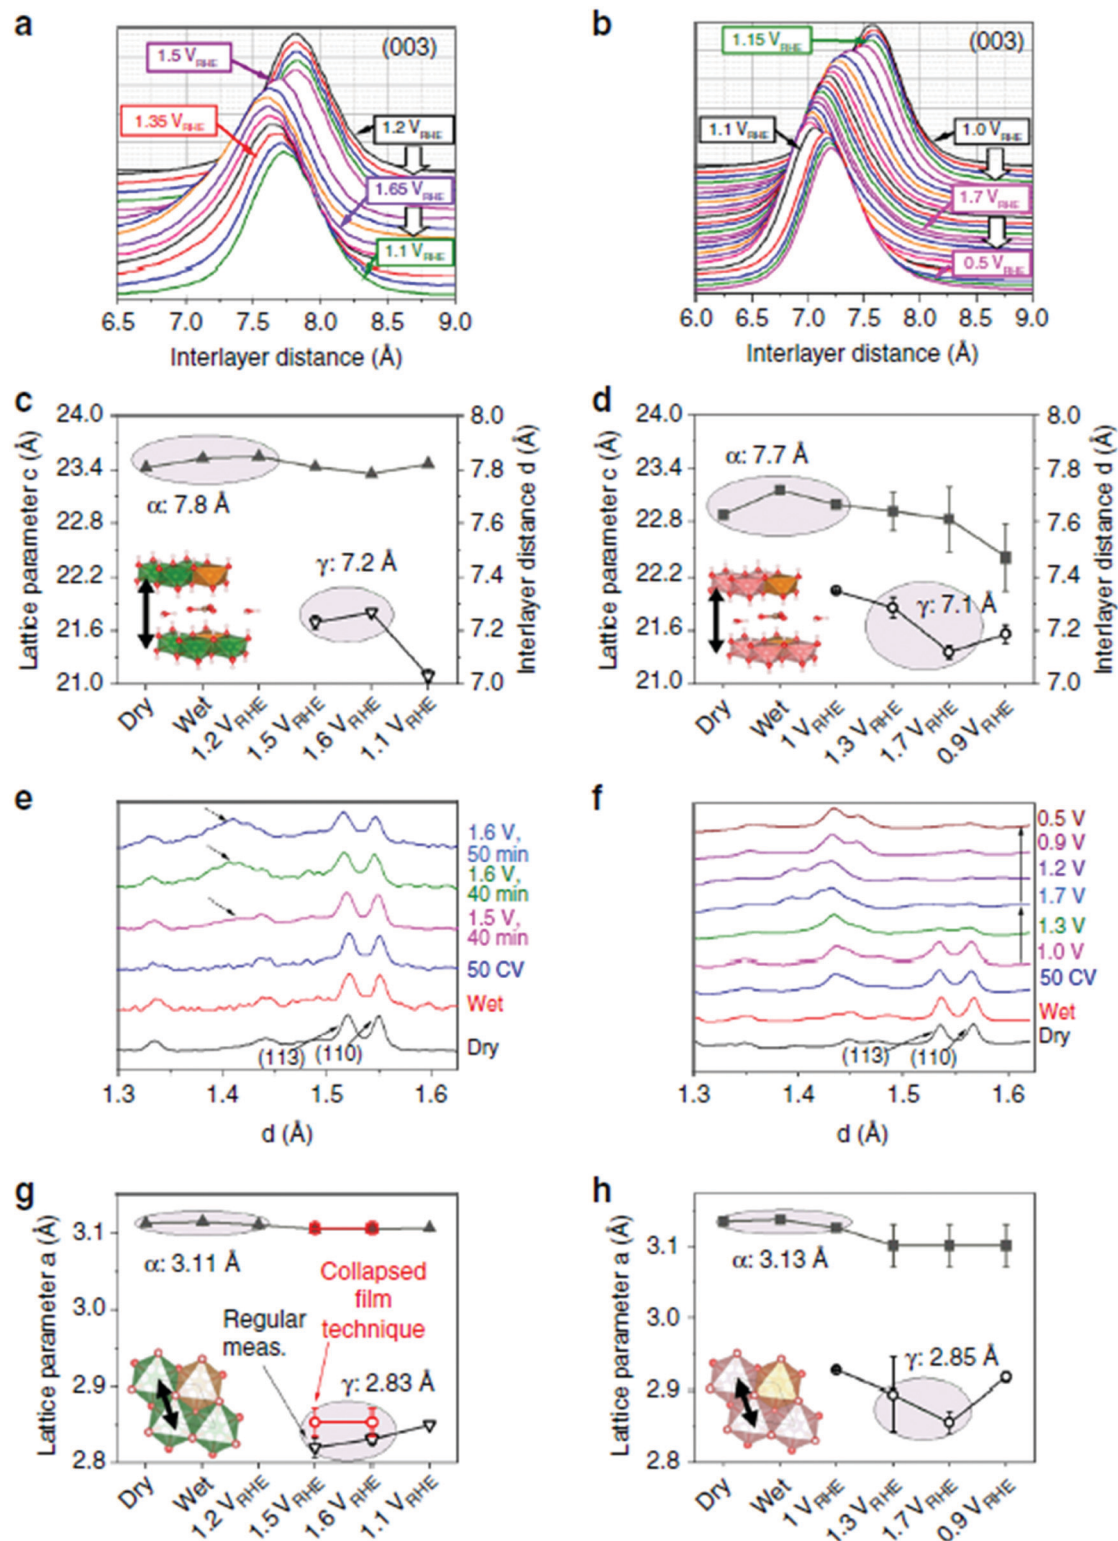 a
(003)
1.5 V_RHE
1.35 V_RHE
1.2 V_RHE
1.65 V_RHE
1.1 V_RHE
6.5 7.0 7.5 8.0 8.5 9.0
Interlayer distance (Å)
b
(003)
1.15 V_RHE
1.1 V_RHE
1.0 V_RHE
1.7 V_RHE
0.5 V_RHE
6.0 6.5 7.0 7.5 8.0 8.5 9.0
Interlayer distance (Å)
c
Lattice parameter c (Å)
24.0
23.4
22.8
22.2
21.6
21.0
α: 7.8 Å
γ: 7.2 Å
8.0
7.8
7.6
7.4
7.2
7.0
Interlayer distance d (Å)
Dry Wet 1.2 V_RHE 1.5 V_RHE 1.6 V_RHE 1.1 V_RHE
d
Lattice parameter c (Å)
24.0
23.4
22.8
22.2
21.6
21.0
α: 7.7 Å
γ: 7.1 Å
8.0
7.8
7.6
7.4
7.2
7.0
Interlayer distance d (Å)
Dry Wet 1 V_RHE 1.3 V_RHE 1.7 V_RHE 0.9 V_RHE
e
1.6 V,
50 min
1.6 V,
40 min
1.5 V,
40 min
50 CV
Wet
Dry
(113) (110)
1.3 1.4 1.5 1.6
d (Å)
f
0.5 V
0.9 V
1.2 V
1.7 V
1.3 V
1.0 V
50 CV
Wet
Dry
(113) (110)
1.3 1.4 1.5 1.6
d (Å)
g
Lattice parameter a (Å)
3.1
3.0
2.9
2.8
α: 3.11 Å
Collapsed
film
technique
Regular
meas.
γ: 2.83 Å
Dry Wet 1.2 V_RHE 1.5 V_RHE 1.6 V_RHE 1.1 V_RHE
h
Lattice parameter a (Å)
3.1
3.0
2.9
2.8
α: 3.13 Å
γ: 2.85 Å
Dry Wet 1 V_RHE 1.3 V_RHE 1.7 V_RHE 0.9 V_RHE